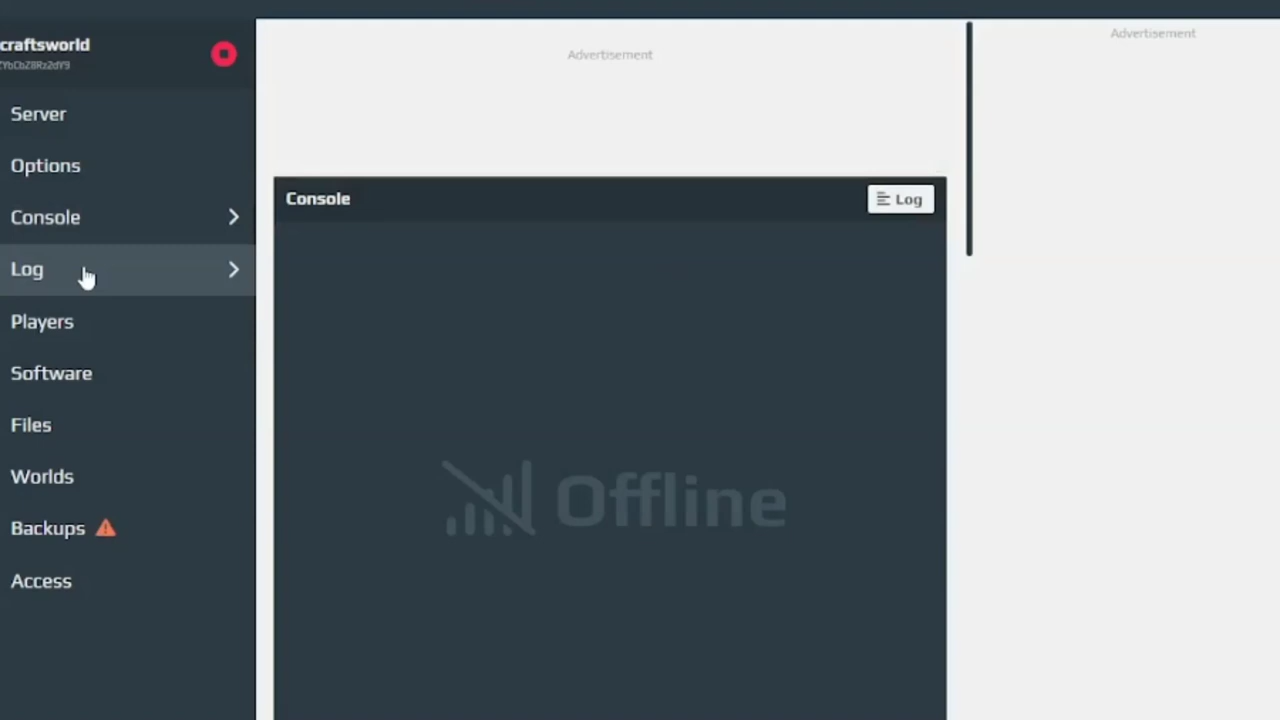 craftsworld
Server
Options
Console
Log
Players
Software
Files
Worlds
Backups
Access
Advertisement
Console
Log
Offline
Advertisement